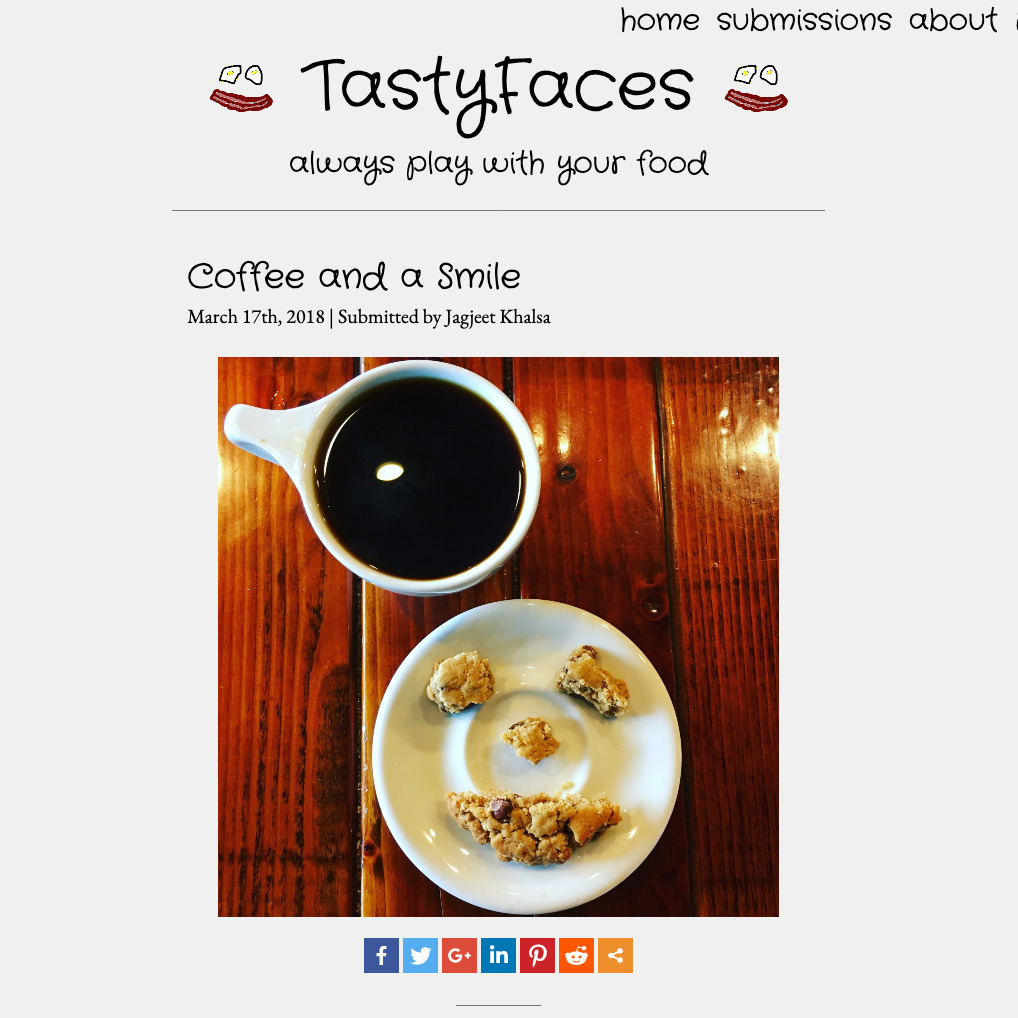 home submissions about
TastyFaces
always play with your food
Coffee and a Smile
March 17th, 2018 | Submitted by Jagjeet Khalsa
f
G+
in